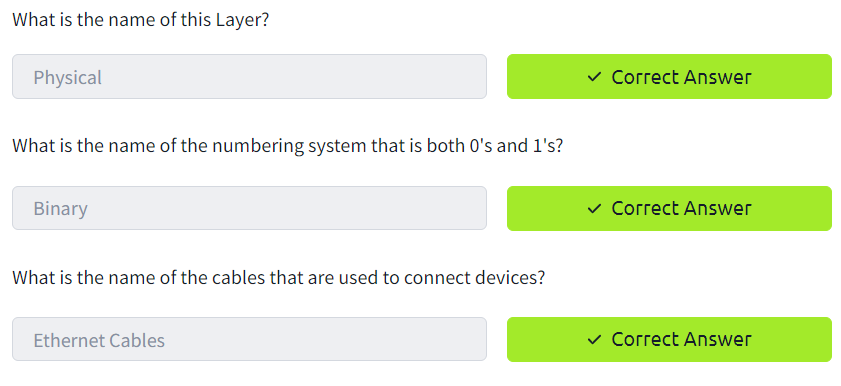 What is the name of this Layer?
Physical
Correct Answer
What is the name of the numbering system that is both 0's and 1's?
Binary
Correct Answer
What is the name of the cables that are used to connect devices?
Ethernet Cables
Correct Answer